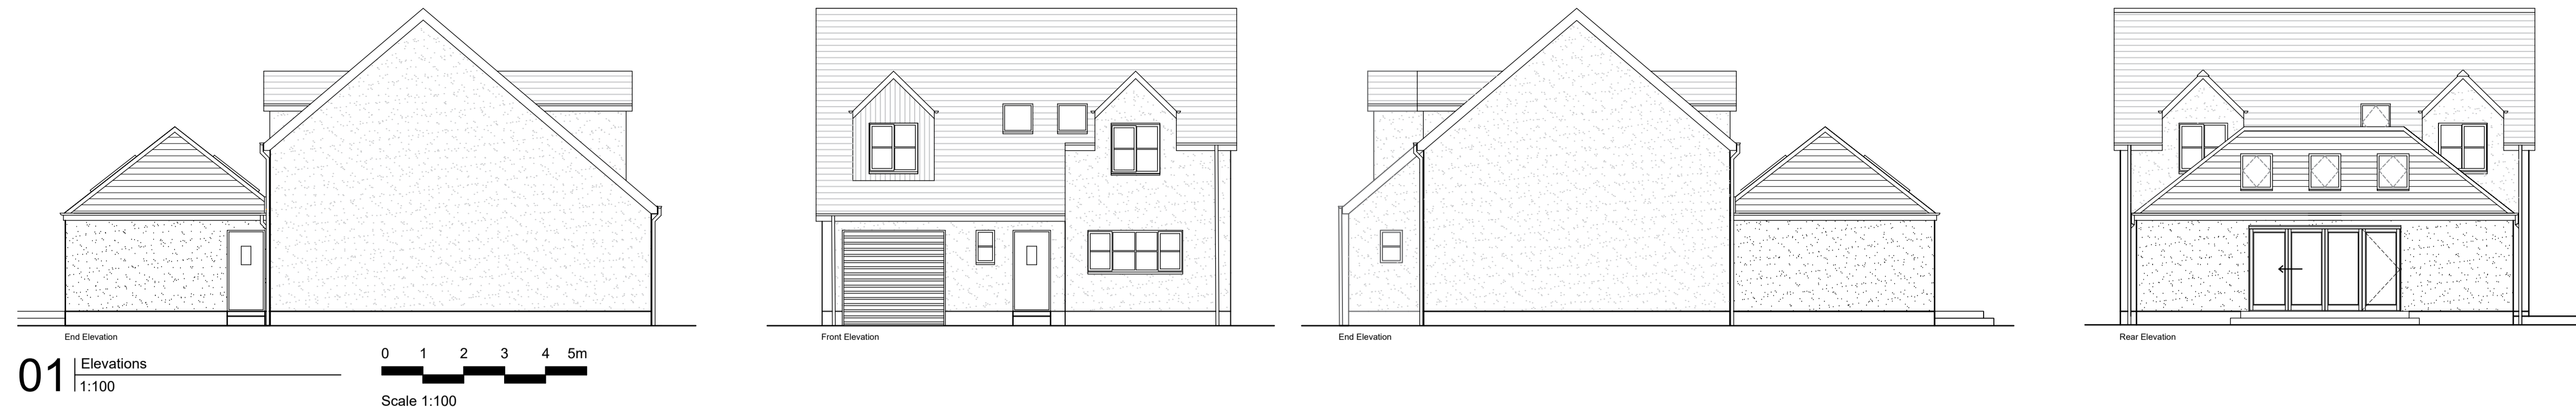 End Elevation
Front Elevation
End Elevation
Rear Elevation
01
Elevations
1:100
0 1 2 3 4 5m
Scale 1:100